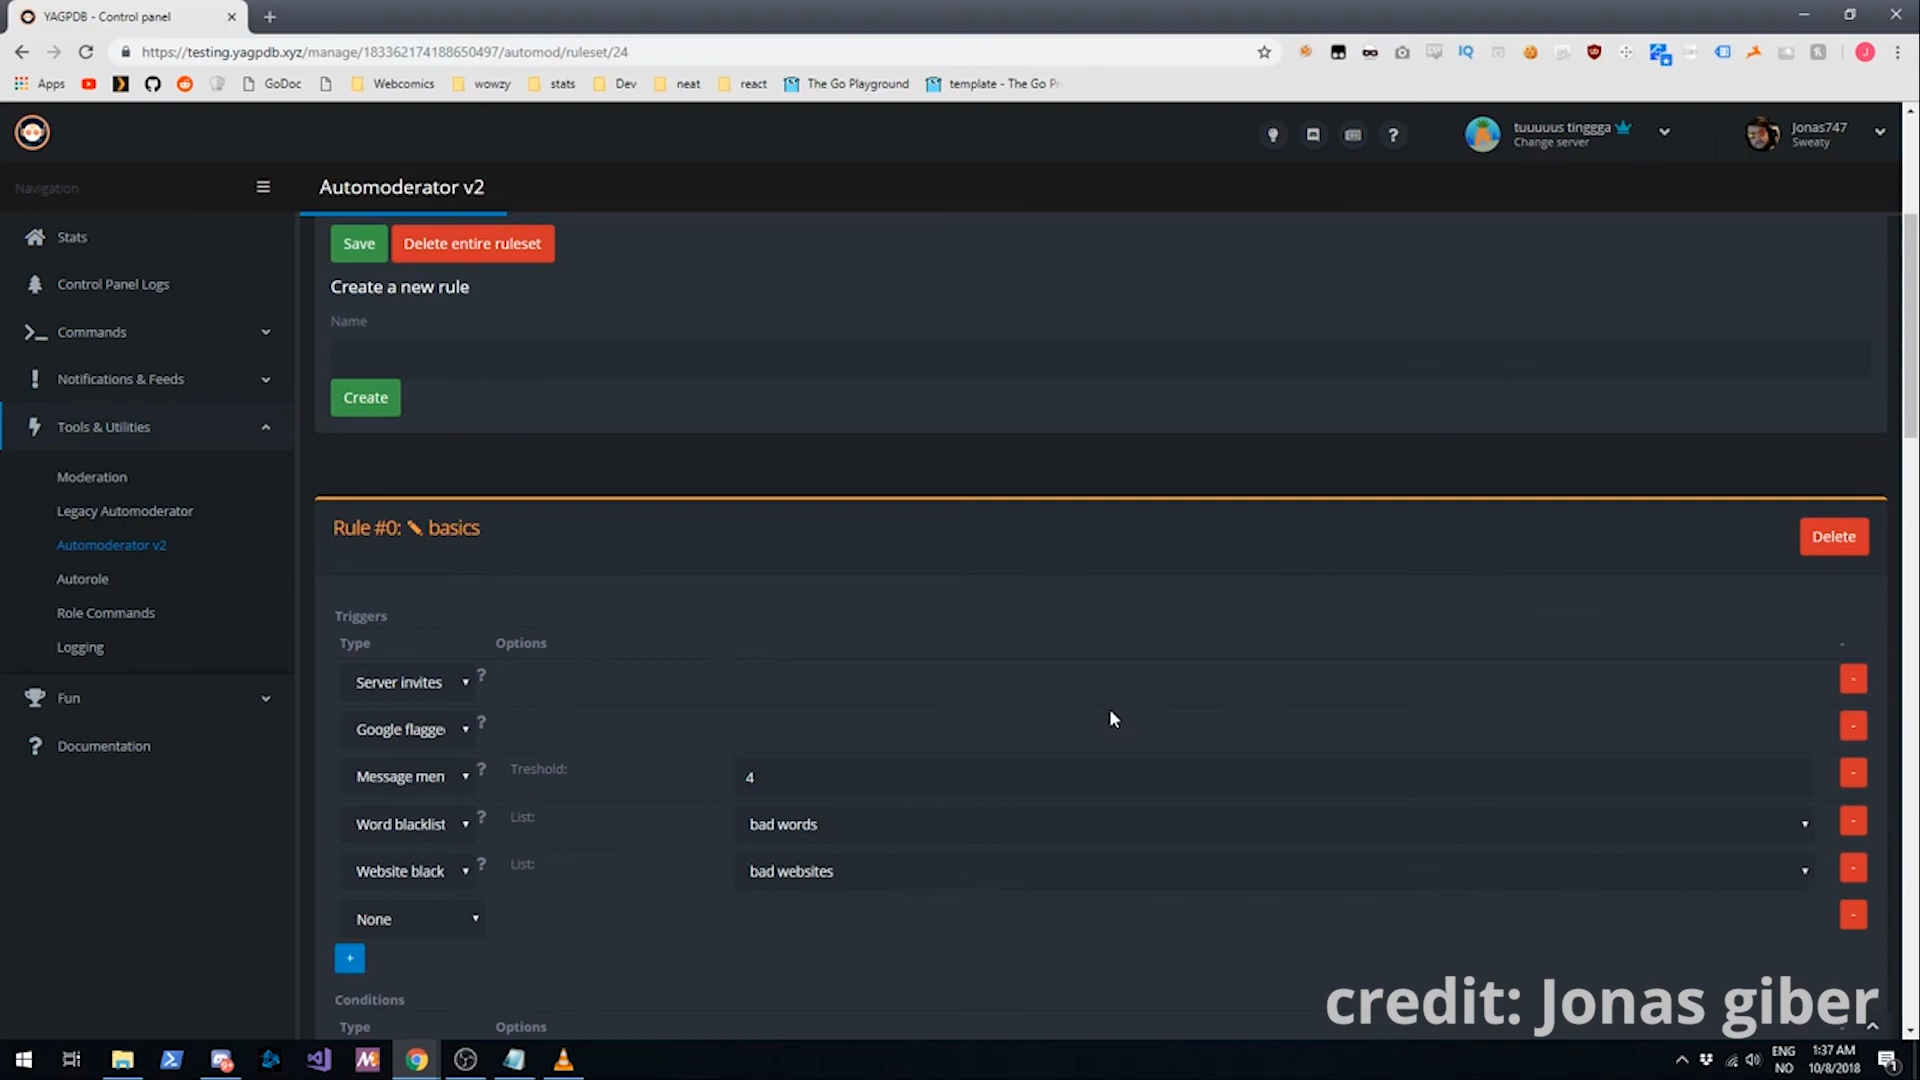 YAGPDB - Control panel
https://testing.yagpdb.xyz/manage/183362174188650497/automod/ruleset/24
Apps
GoDoc
Webcomics
wowzy
stats
Dev
neat
react
The Go Playground
template - The Go Pr
tuuuuus tinggga
Change server
Jonas747
Sweaty
Navigation
Automoderator v2
Stats
Control Panel Logs
Commands
Notifications & Feeds
Tools & Utilities
Moderation
Legacy Automoderator
Automoderator v2
Autorole
Role Commands
Logging
Fun
Documentation
Save
Delete entire ruleset
Create a new rule
Name
Create
Rule #0: basics
Delete
Triggers
Type Options -
Server invites ? -
Google flagge ? -
Message men ? Treshold: 4 -
Word blacklist ? List: bad words -
Website black ? List: bad websites -
None -
+
Conditions
Type Options
credit: Jonas giber
ENG
NO
1:37 AM
10/8/2018